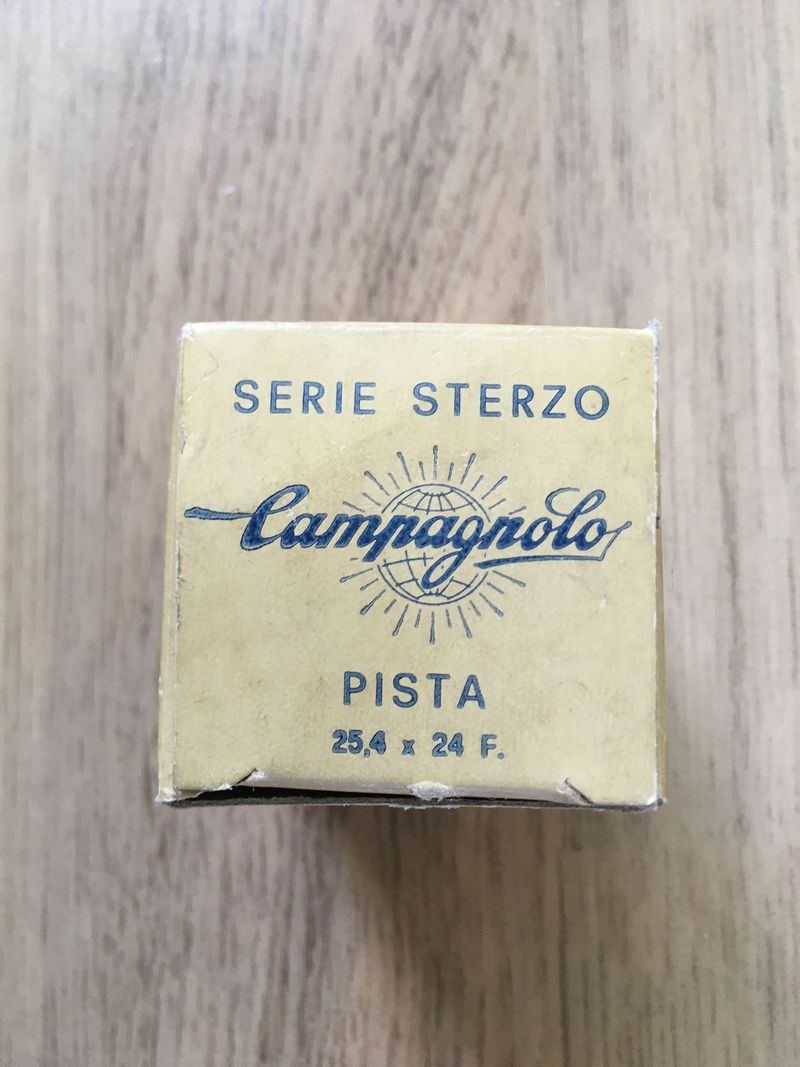 SERIE STERZO
Campagnolo
PISTA
25,4 x 24 F.